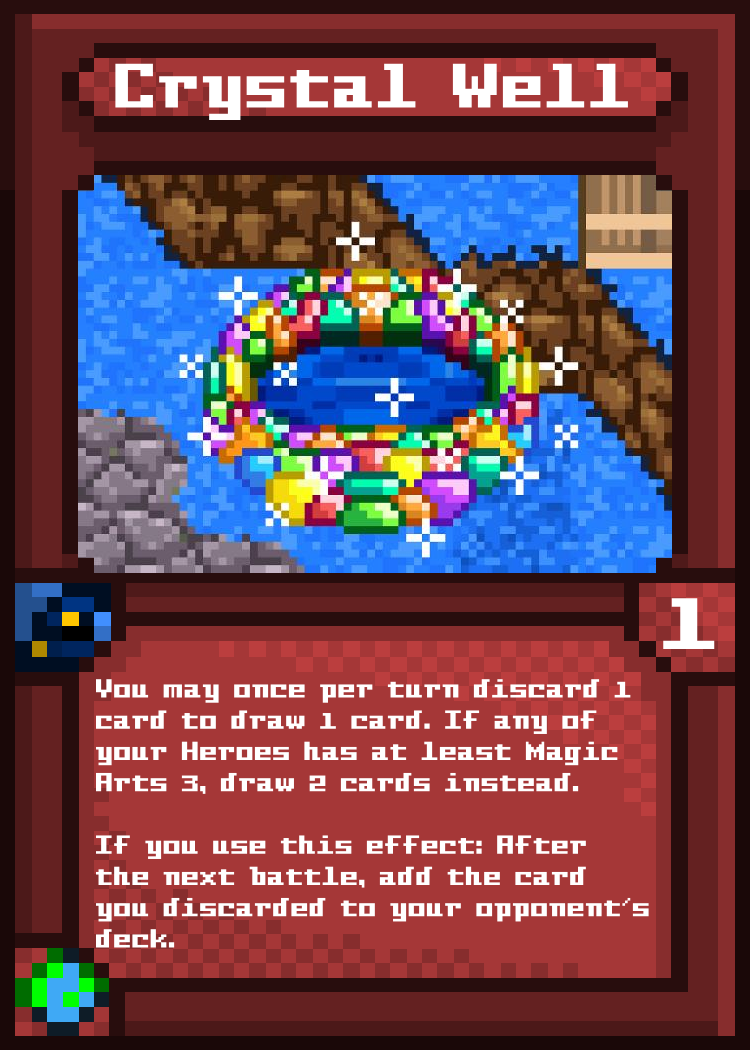 Crystal Well
1
You may once per turn discard 1
card to draw 1 card. If any of
your Heroes has at least Magic
Arts 3, draw 2 cards instead.
If you use this effect: After
the next battle, add the card
you discarded to your opponent's
deck.